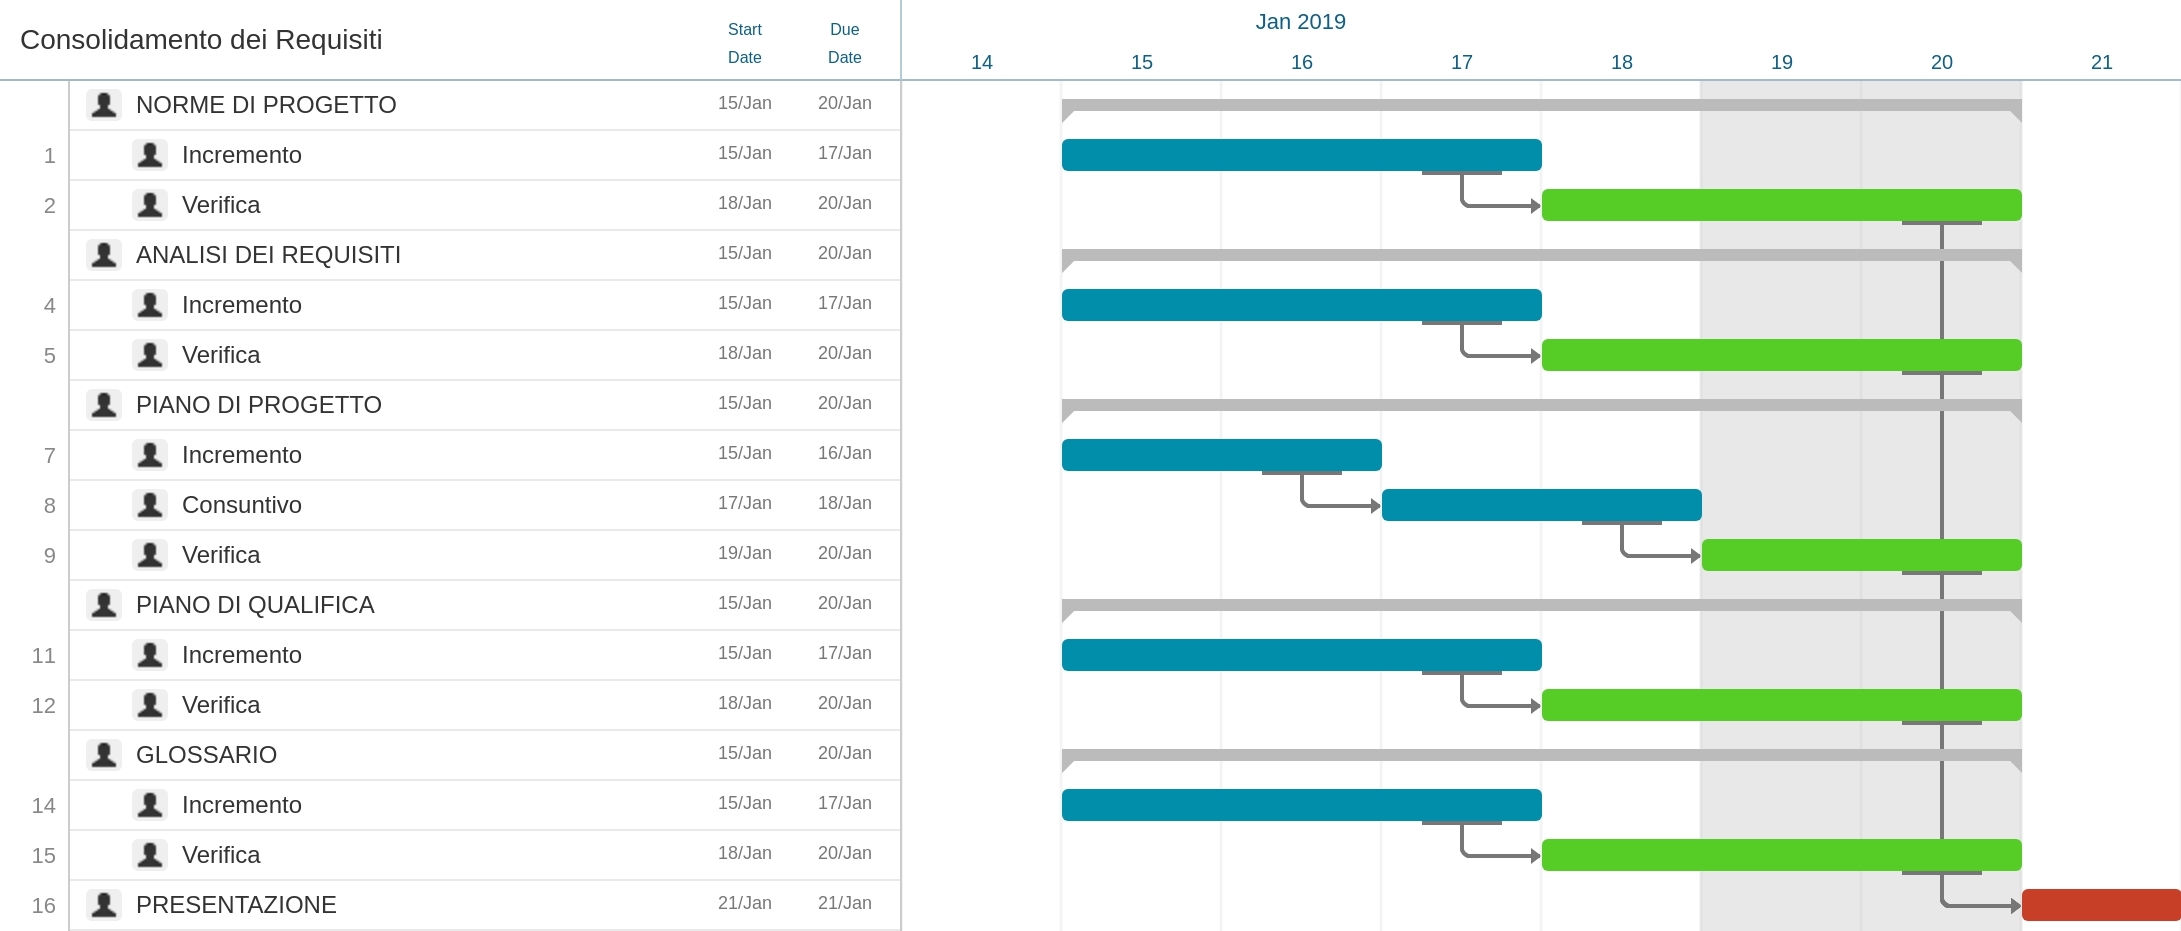 Consolidamento dei Requisiti Start Date Due Date
Jan 2019
14 15 16 17 18 19 20 21
NORME DI PROGETTO 15/Jan 20/Jan
1 Incremento 15/Jan 17/Jan
2 Verifica 18/Jan 20/Jan
ANALISI DEI REQUISITI 15/Jan 20/Jan
4 Incremento 15/Jan 17/Jan
5 Verifica 18/Jan 20/Jan
PIANO DI PROGETTO 15/Jan 20/Jan
7 Incremento 15/Jan 16/Jan
8 Consuntivo 17/Jan 18/Jan
9 Verifica 19/Jan 20/Jan
PIANO DI QUALIFICA 15/Jan 20/Jan
11 Incremento 15/Jan 17/Jan
12 Verifica 18/Jan 20/Jan
GLOSSARIO 15/Jan 20/Jan
14 Incremento 15/Jan 17/Jan
15 Verifica 18/Jan 20/Jan
16 PRESENTAZIONE 21/Jan 21/Jan